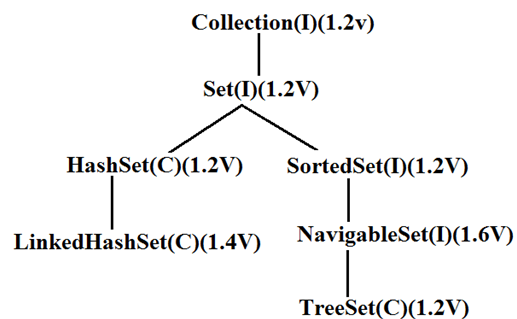 Collection(I)(1.2v)
Set(I)(1.2V)
HashSet(C)(1.2V)
SortedSet(I)(1.2V)
LinkedHashSet(C)(1.4V)
NavigableSet(I)(1.6V)
TreeSet(C)(1.2V)